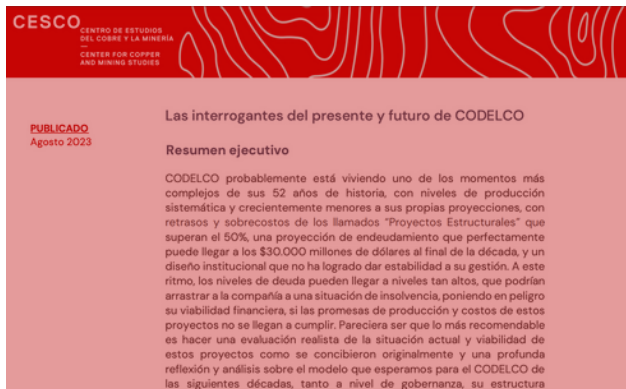 CESCO
CENTRO DE ESTUDIOS
DEL COBRE Y LA MINERÍA
—
CENTER FOR COPPER
AND MINING STUDIES
PUBLICADO
Agosto 2023
Las interrogantes del presente y futuro de CODELCO
Resumen ejecutivo
CODELCO probablemente está viviendo uno de los momentos más
complejos de sus 52 años de historia, con niveles de producción
sistemática y crecientemente menores a sus propias proyecciones, con
retrasos y sobrecostos de los llamados "Proyectos Estructurales" que
superan el 50%, una proyección de endeudamiento que perfectamente
puede llegar a los $30.000 millones de dólares al final de la década, y un
diseño institucional que no ha logrado dar estabilidad a su gestión. A este
ritmo, los niveles de deuda pueden llegar a niveles tan altos, que podrían
arrastrar a la compañía a una situación de insolvencia, poniendo en peligro
su viabilidad financiera, si las promesas de producción y costos de estos
proyectos no se llegan a cumplir. Pareciera ser que lo más recomendable
es hacer una evaluación realista de la situación actual y viabilidad de
estos proyectos como se concibieron originalmente y una profunda
reflexión y análisis sobre el modelo que esperamos para el CODELCO de
las siguientes décadas, tanto a nivel de gobernanza, su estructura